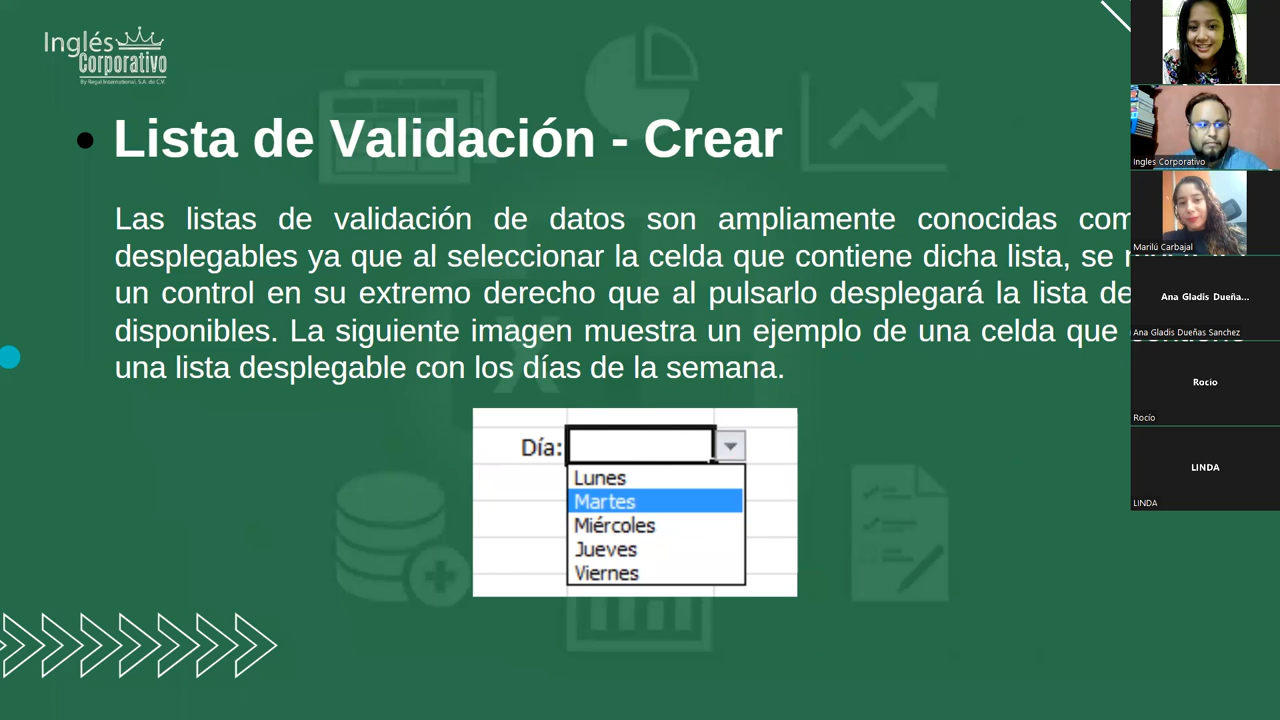 Inglés
Corporativo
By Regal International, S.A. de C.V.
Lista de Validación - Crear
Las listas de validación de datos son ampliamente conocidas com
desplegables ya que al seleccionar la celda que contiene dicha lista, se
un control en su extremo derecho que al pulsarlo desplegará la lista de
disponibles. La siguiente imagen muestra un ejemplo de una celda que
una lista desplegable con los días de la semana.
Día:
Lunes
Martes
Miércoles
Jueves
Viernes
Ingles Corporativo
Marilú Carbajal
Ana Gladis Dueña...
Ana Gladis Dueñas Sanchez
Rocio
Rocío
LINDA
LINDA